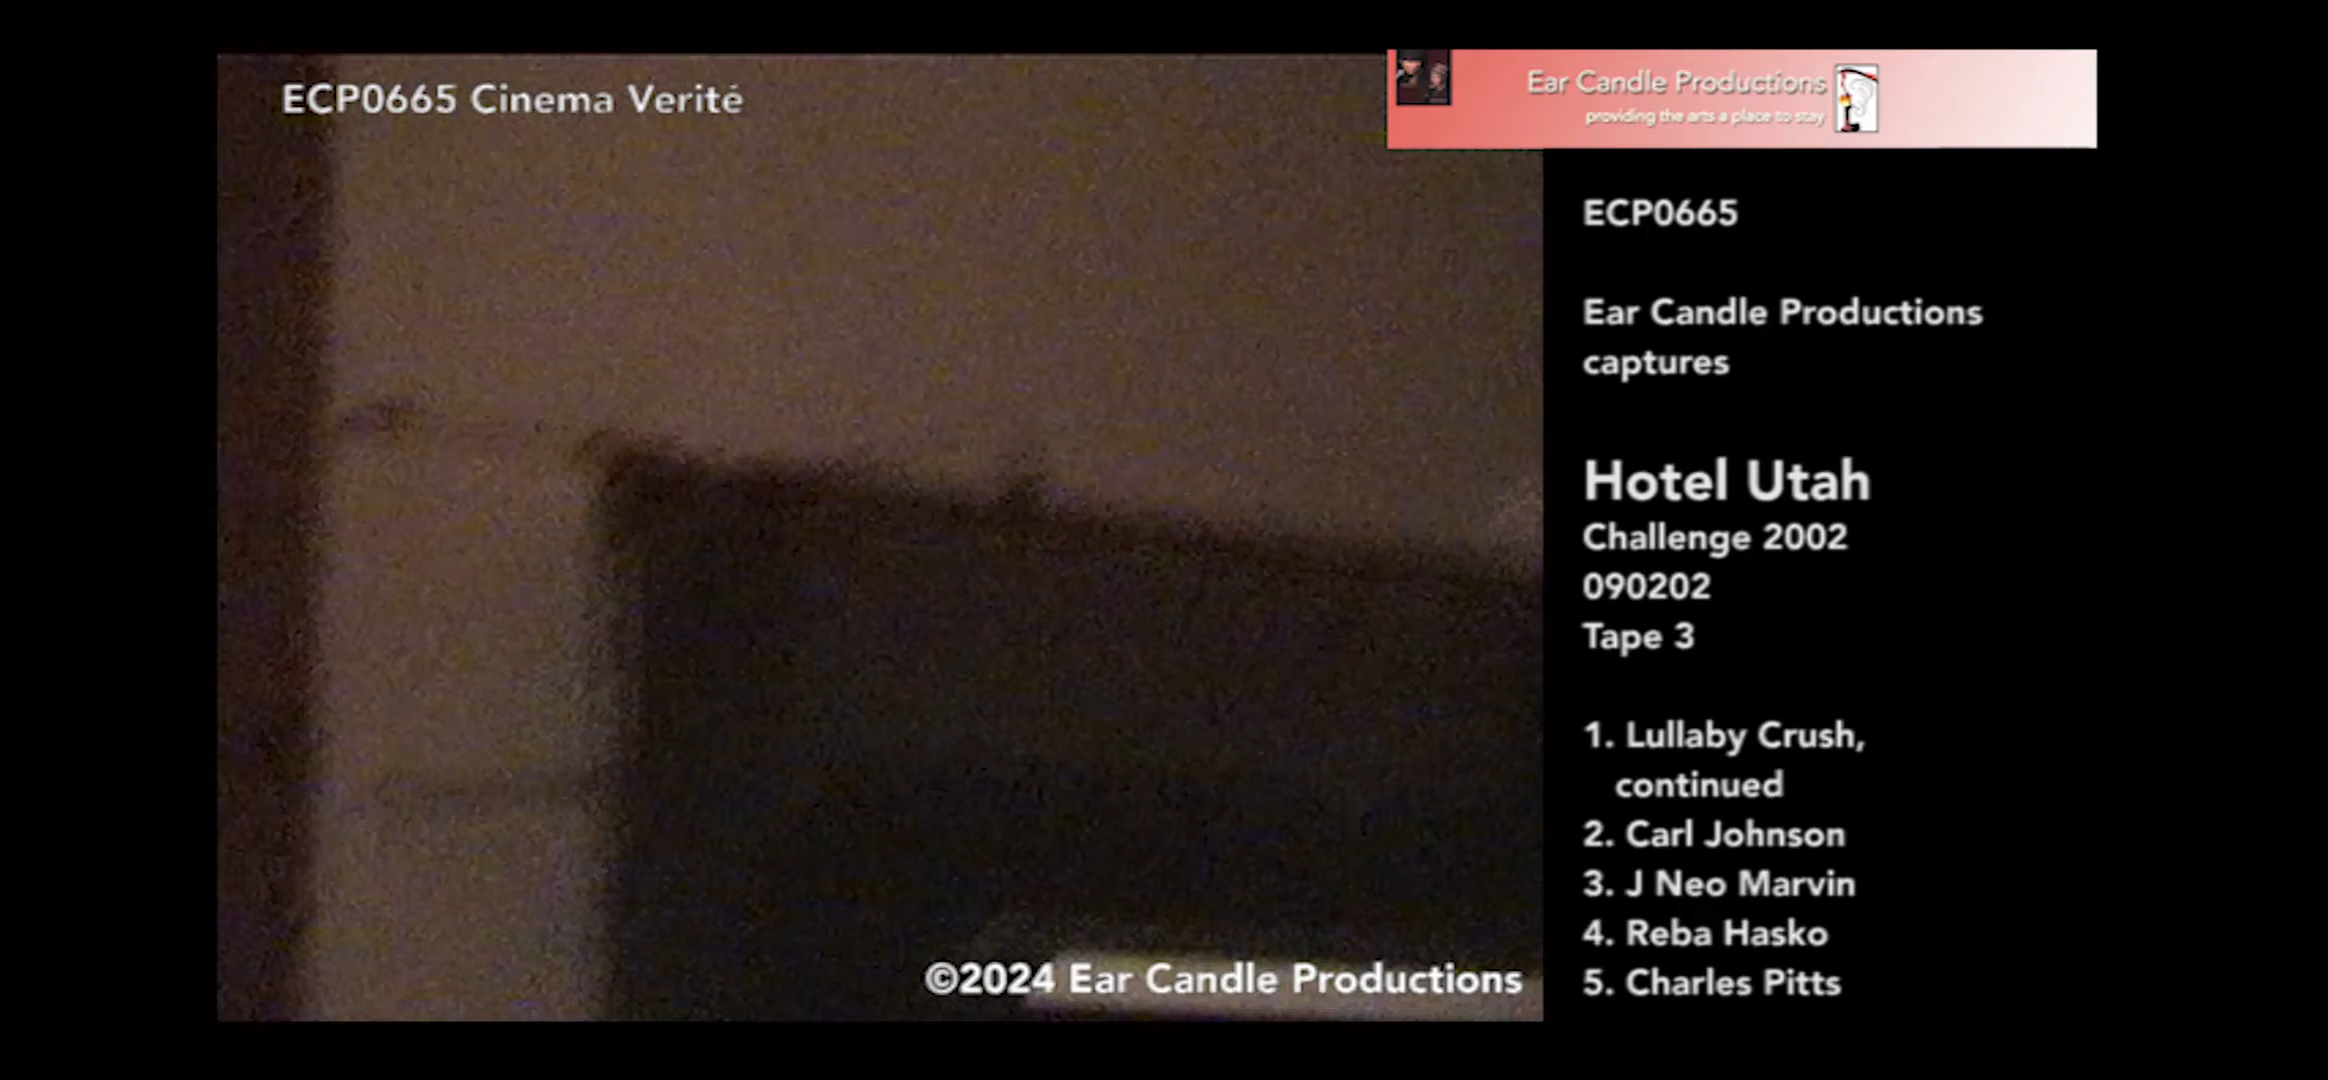 ECP0665 Cinema Verité
Ear Candle Productions
providing the arts a place to stay
ECP0665
Ear Candle Productions
captures
Hotel Utah
Challenge 2002
090202
Tape 3
1. Lullaby Crush,
continued
2. Carl Johnson
3. J Neo Marvin
4. Reba Hasko
5. Charles Pitts
©2024 Ear Candle Productions